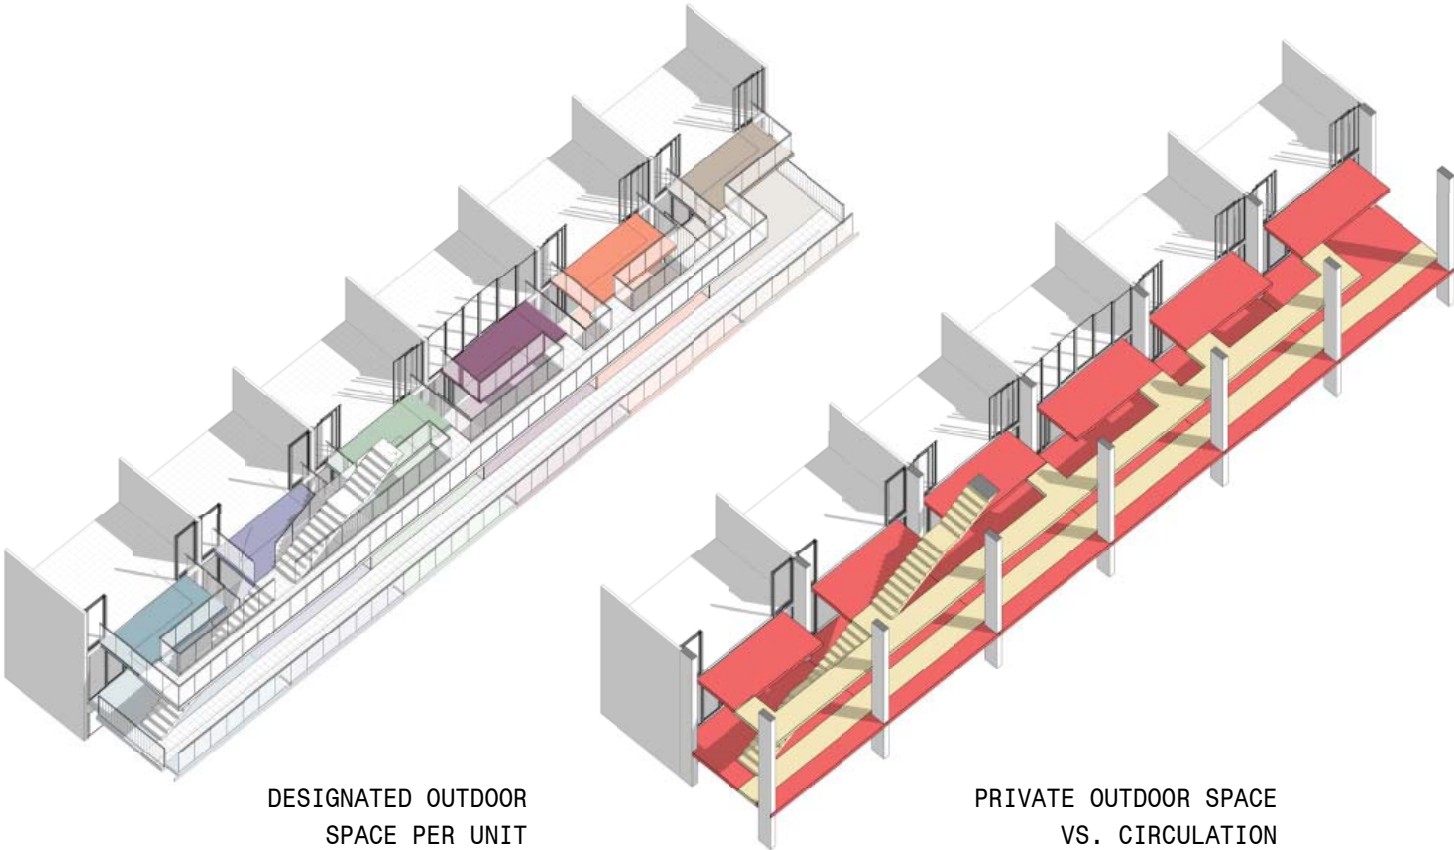 DESIGNATED OUTDOOR
SPACE PER UNIT
PRIVATE OUTDOOR SPACE
VS. CIRCULATION